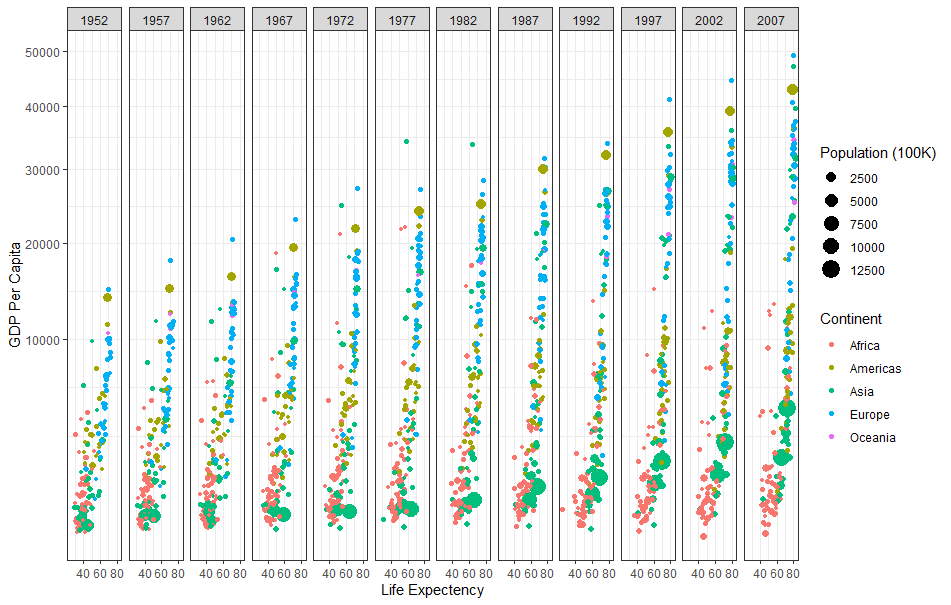 1952 1957 1962 1967 1972 1977 1982 1987 1992 1997 2002 2007
50000
40000
30000
20000
10000
GDP Per Capita
40 60 80 40 60 80 40 60 80 40 60 80 40 60 80 40 60 80 40 60 80 40 60 80 40 60 80 40 60 80 40 60 80 40 60 80
Life Expectency
Population (100K)
2500
5000
7500
10000
12500
Continent
Africa
Americas
Asia
Europe
Oceania